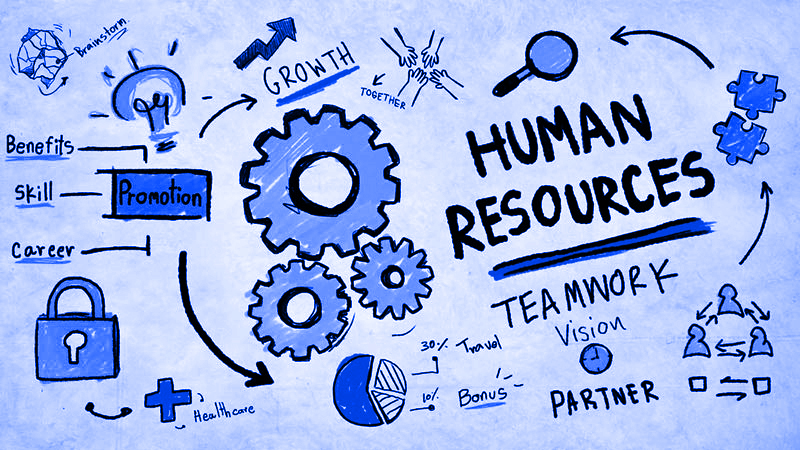 Brainstorm
GROWTH
TOGETHER
Benefits
Skill
Promotion
Career
HUMAN
RESOURCES
TEAMWORK
Vision
PARTNER
30% Travel
10% Bonus
Healthcare